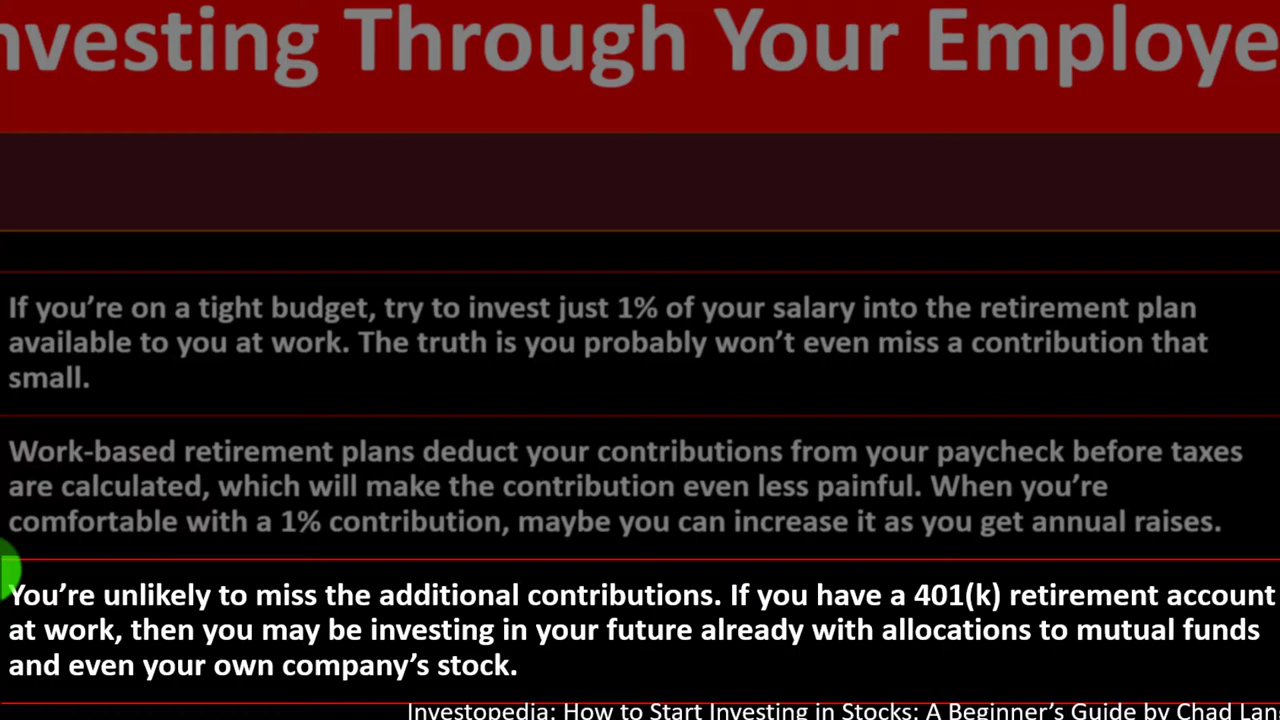 nvesting Through Your Employe
If you’re on a tight budget, try to invest just 1% of your salary into the retirement plan
available to you at work. The truth is you probably won’t even miss a contribution that
small.
Work-based retirement plans deduct your contributions from your paycheck before taxes
are calculated, which will make the contribution even less painful. When you’re
comfortable with a 1% contribution, maybe you can increase it as you get annual raises.
You’re unlikely to miss the additional contributions. If you have a 401(k) retirement account
at work, then you may be investing in your future already with allocations to mutual funds
and even your own company’s stock.
Investopedia: How to Start Investing in Stocks: A Beginner’s Guide by Chad Lan